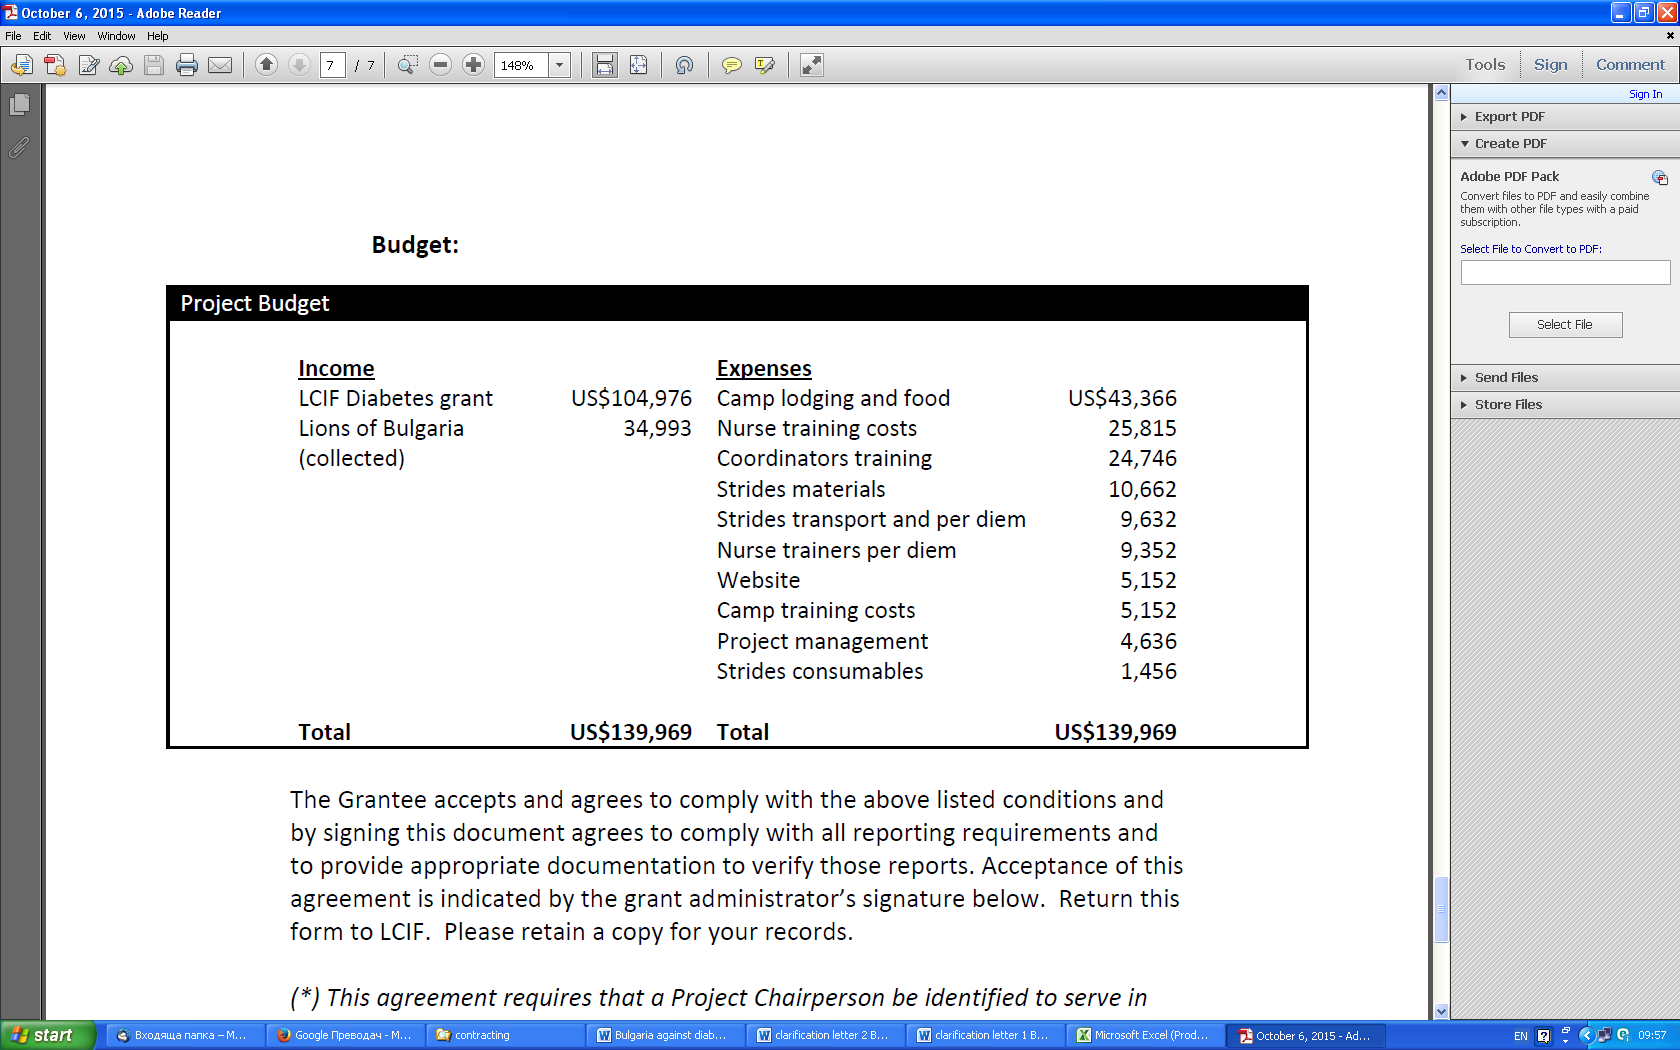 October 6, 2015 - Adobe Reader
File Edit View Window Help
7 / 7 148% Tools Sign Comment
Sign In
Export PDF
Create PDF
Adobe PDF Pack
Convert files to PDF and easily combine
them with other file types with a paid
subscription.
Select File to Convert to PDF:
Select File
Send Files
Store Files
Budget:
Project Budget
Income Expenses
LCIF Diabetes grant US$104,976 Camp lodging and food US$43,366
Lions of Bulgaria 34,993 Nurse training costs 25,815
(collected) Coordinators training 24,746
Strides materials 10,662
Strides transport and per diem 9,632
Nurse trainers per diem 9,352
Website 5,152
Camp training costs 5,152
Project management 4,636
Strides consumables 1,456
Total US$139,969 Total US$139,969
The Grantee accepts and agrees to comply with the above listed conditions and
by signing this document agrees to comply with all reporting requirements and
to provide appropriate documentation to verify those reports. Acceptance of this
agreement is indicated by the grant administrator’s signature below. Return this
form to LCIF. Please retain a copy for your records.
(*) This agreement requires that a Project Chairperson be identified to serve in
start Входяща папка – М... Google Преводач - М... contracting Bulgaria against diab... clarification letter 2 B... clarification letter 1 B... Microsoft Excel (Prod... October 6, 2015 - Ad... EN 09:57